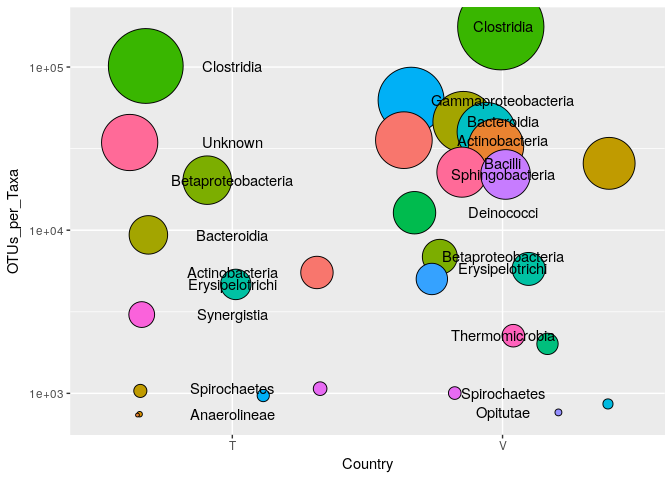 OTUs_per_Taxa
1e+05
1e+04
1e+03
Clostridia
Clostridia
Gammaproteobacteria
Bacteroidia
Unknown
Actinobacteria
Bacilli
Betaproteobacteria
Sphingobacteria
Deinococci
Bacteroidia
Betaproteobacteria
Actinobacteria
Erysipelotrichi
Erysipelotrichi
Synergistia
Thermomicrobia
Spirochaetes
Spirochaetes
Anaerolineae
Opitutae
T
V
Country